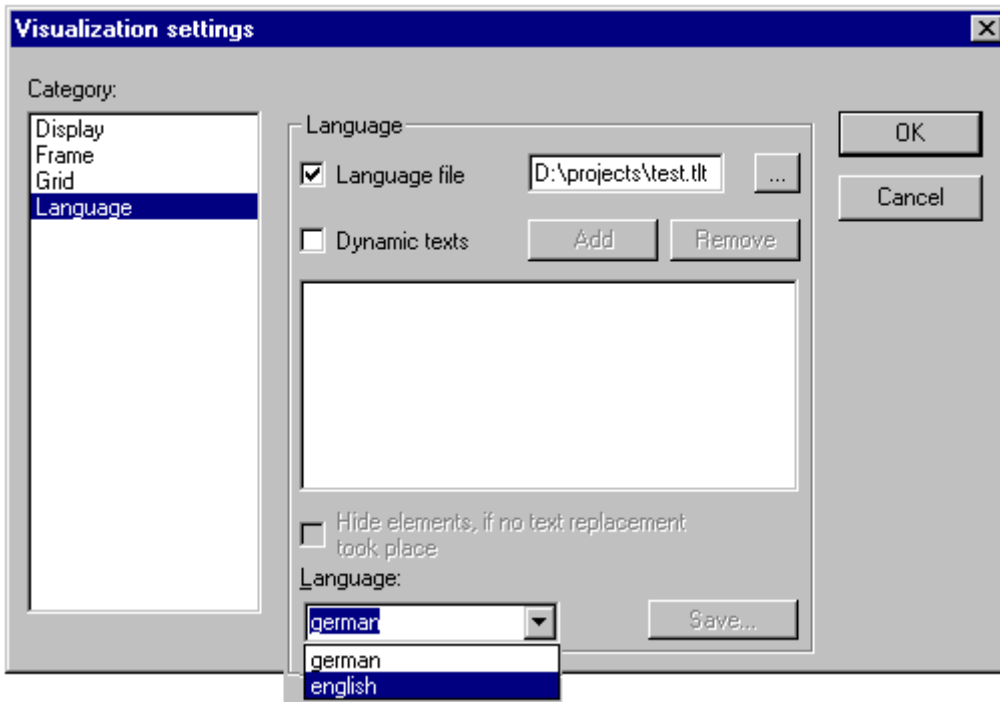 Visualization settings
Category:
Display
Frame
Grid
Language
Language
Language file
D:\projects\test.tlt
...
Dynamic texts
Add
Remove
Hide elements, if no text replacement
took place
Language:
german
german
english
Save...
OK
Cancel